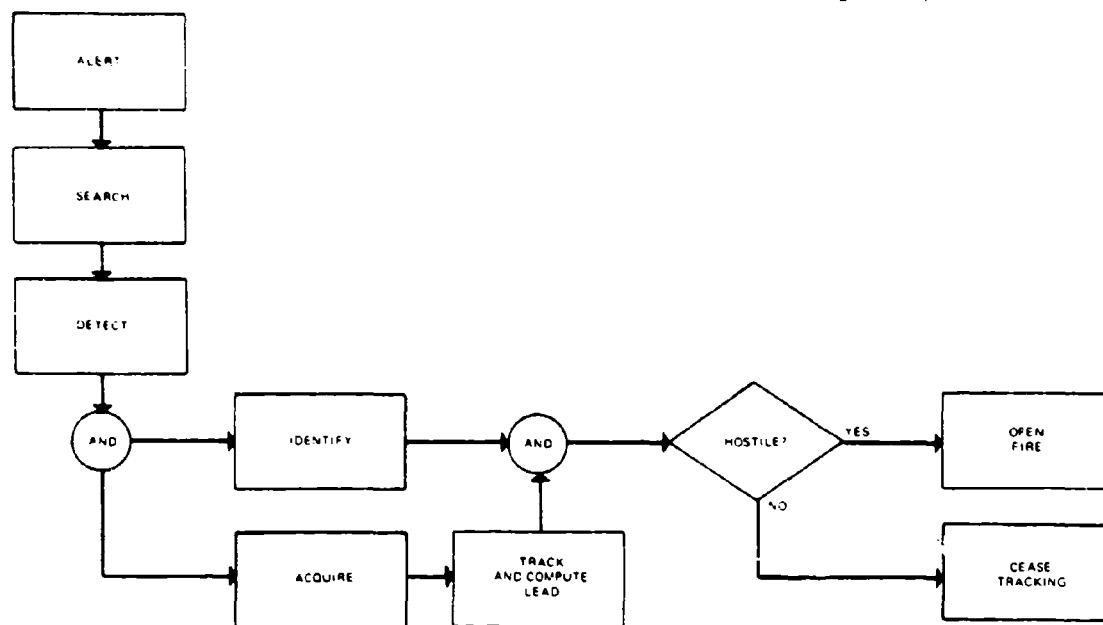 ALERT
SEARCH
DETECT
AND
IDENTIFY
AND
HOSTILE?
YES
OPEN
FIRE
NO
ACQUIRE
TRACK
AND COMPUTE
LEAD
CEASE
TRACKING